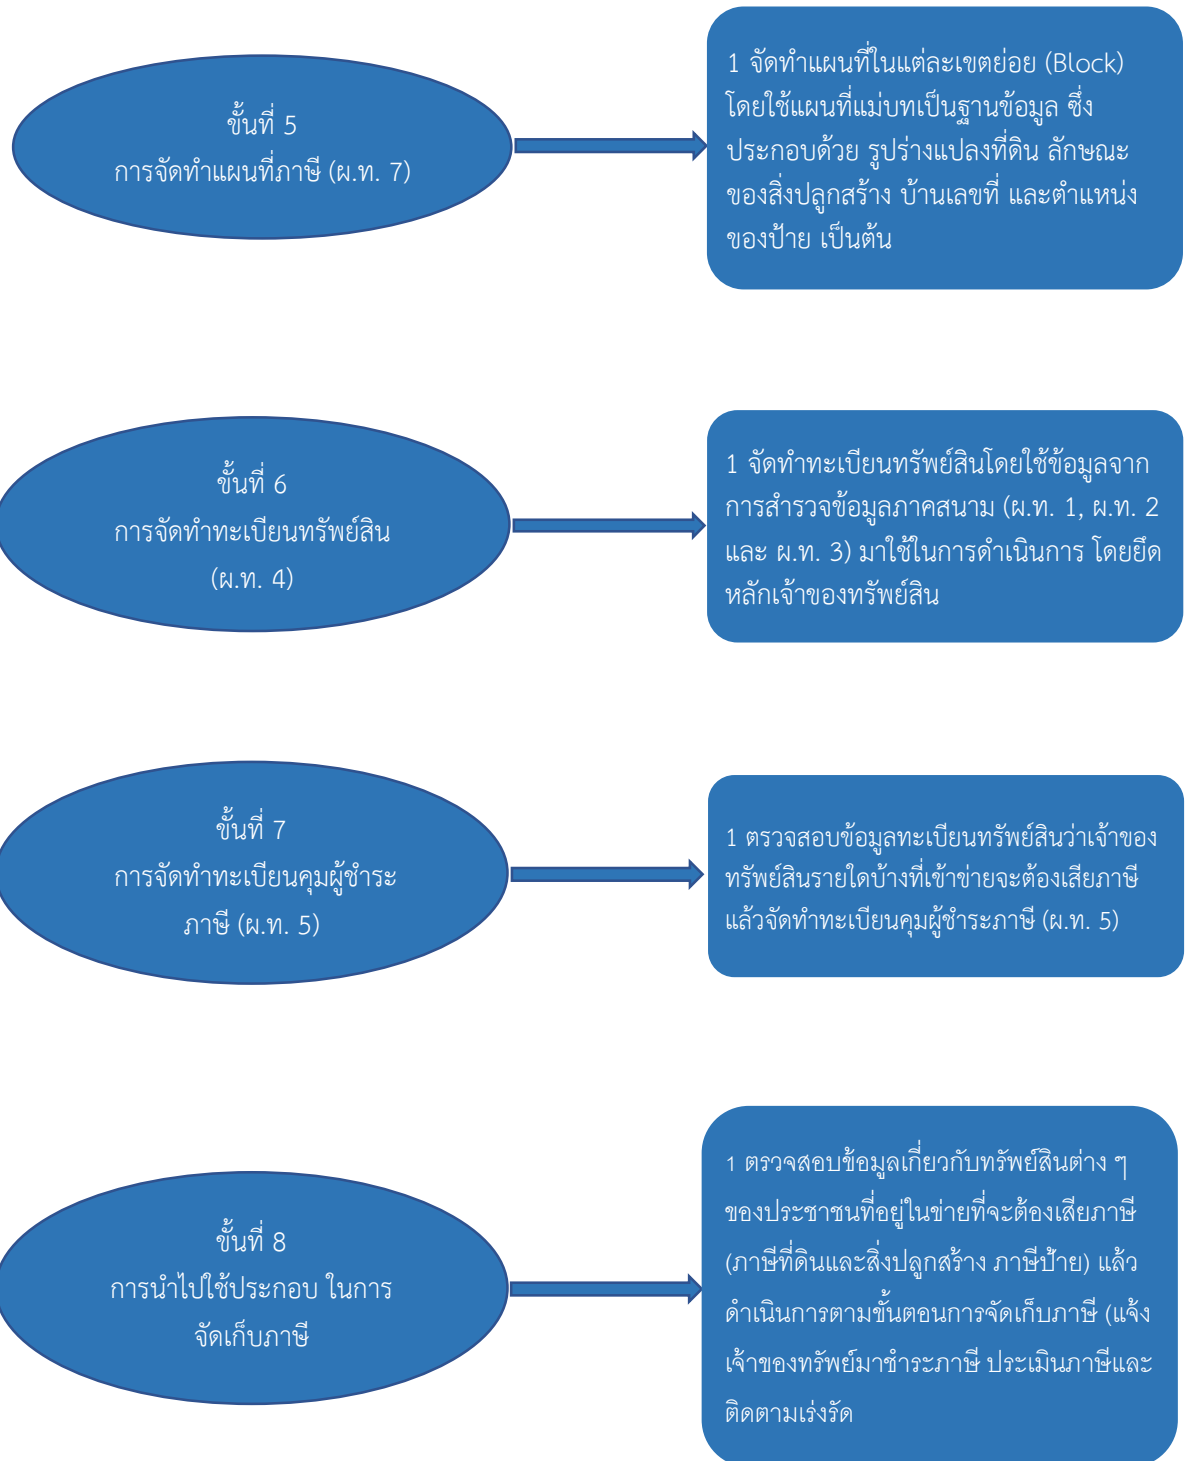 ขั้นที่ 5
การจัดทำแผนที่ภาษี (ผ.ท. 7)
1 จัดทำแผนที่ในแต่ละเขตย่อย (Block)
โดยใช้แผนที่แม่บทเป็นฐานข้อมูล ซึ่ง
ประกอบด้วย รูปร่างแปลงที่ดิน ลักษณะ
ของสิ่งปลูกสร้าง บ้านเลขที่ และตำแหน่ง
ของป้าย เป็นต้น
ขั้นที่ 6
การจัดทำทะเบียนทรัพย์สิน
(ผ.ท. 4)
1 จัดทำทะเบียนทรัพย์สินโดยใช้ข้อมูลจาก
การสำรวจข้อมูลภาคสนาม (ผ.ท. 1, ผ.ท. 2
และ ผ.ท. 3) มาใช้ในการดำเนินการ โดยยึด
หลักเจ้าของทรัพย์สิน
ขั้นที่ 7
การจัดทำทะเบียนคุมผู้ชำระ
ภาษี (ผ.ท. 5)
1 ตรวจสอบข้อมูลทะเบียนทรัพย์สินว่าเจ้าของ
ทรัพย์สินรายใดบ้างที่เข้าข่ายจะต้องเสียภาษี
แล้วจัดทำทะเบียนคุมผู้ชำระภาษี (ผ.ท. 5)
ขั้นที่ 8
การนำไปใช้ประกอบ ในการ
จัดเก็บภาษี
1 ตรวจสอบข้อมูลเกี่ยวกับทรัพย์สินต่าง ๆ
ของประชาชนที่อยู่ในข่ายที่จะต้องเสียภาษี
(ภาษีที่ดินและสิ่งปลูกสร้าง ภาษีป้าย) แล้ว
ดำเนินการตามขั้นตอนการจัดเก็บภาษี (แจ้ง
เจ้าของทรัพย์มาชำระภาษี ประเมินภาษีและ
ติดตามเร่งรัด